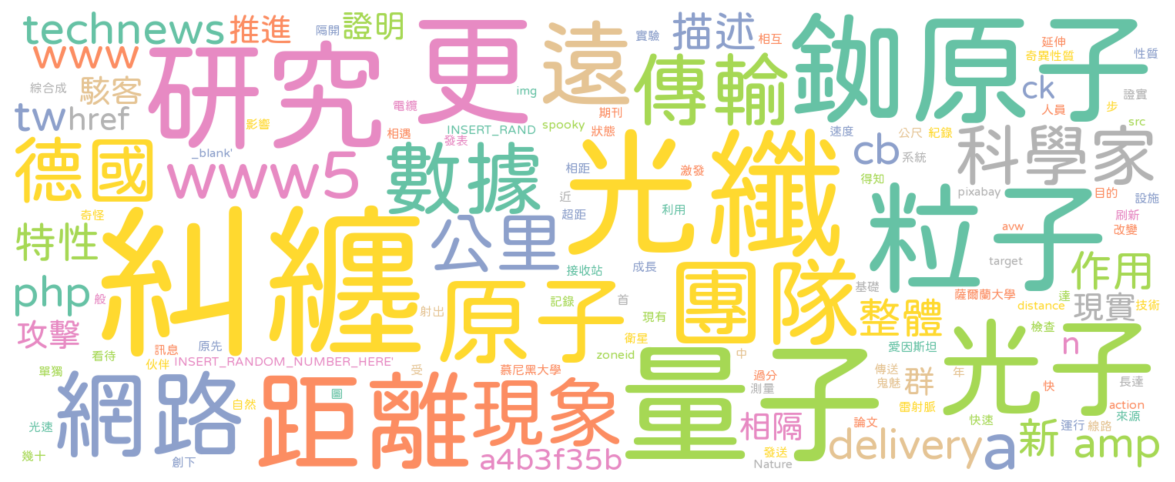 technews 推進 隔開 證明 更 遠 實驗 描述 相互 銣原子 延伸 奇異性質 性質
www 研究 傳輸 ck 證實
綜合成 駭客 電纜 img 期刊 人員 步
tw href 影響 相遇 INSERT_RAND spooky 狀態 速度 公尺 紀錄 src
發表 光纖 科學家
德國 _blank' www5 數據 相距 激發 cb 系統
近 得知 pixabay 目的 設施
奇怪 糾纏 公里 超距 利用 粒子 刷新
特性 avw 改變
接收站 成長 團隊 target 作用
php 般 射出 原子 記錄 首 現有 基礎 薩爾蘭大學 達 現實
整體 distance 技術
攻擊 衛星 檢查
看待 訊息 原先 zoneid 中 愛因斯坦 光子 n
單獨 伙伴 INSERT_RANDOM_NUMBER_HERE' 慕尼黑大學 受 量子 過分 傳送 年 快 長達
網路 自然 距離 圖 現象 測量 鬼魅 群
雷射脈 action
光速 相隔 論文 快速 運行 線路 來源
幾十 創下 a4b3f35b 發送 Nature delivery a 新 amp